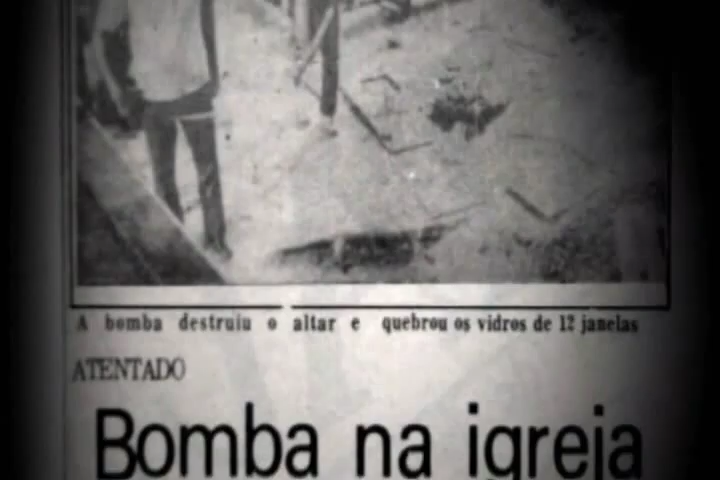 A bomba destruiu o altar e quebrou os vidros de 12 janelas
ATENTADO
Bomba na igreja